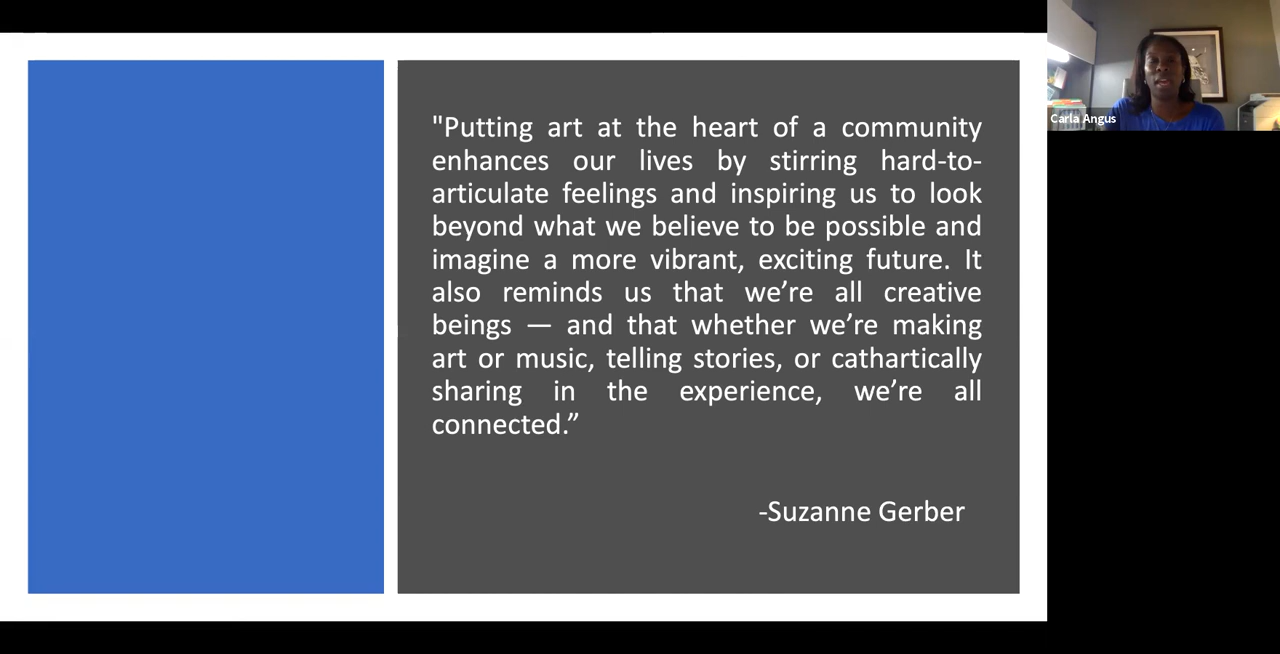 "Putting art at the heart of a community
enhances our lives by stirring hard-to-
articulate feelings and inspiring us to look
beyond what we believe to be possible and
imagine a more vibrant, exciting future. It
also reminds us that we’re all creative
beings — and that whether we’re making
art or music, telling stories, or cathartically
sharing in the experience, we’re all
connected.”
-Suzanne Gerber
Carla Angus